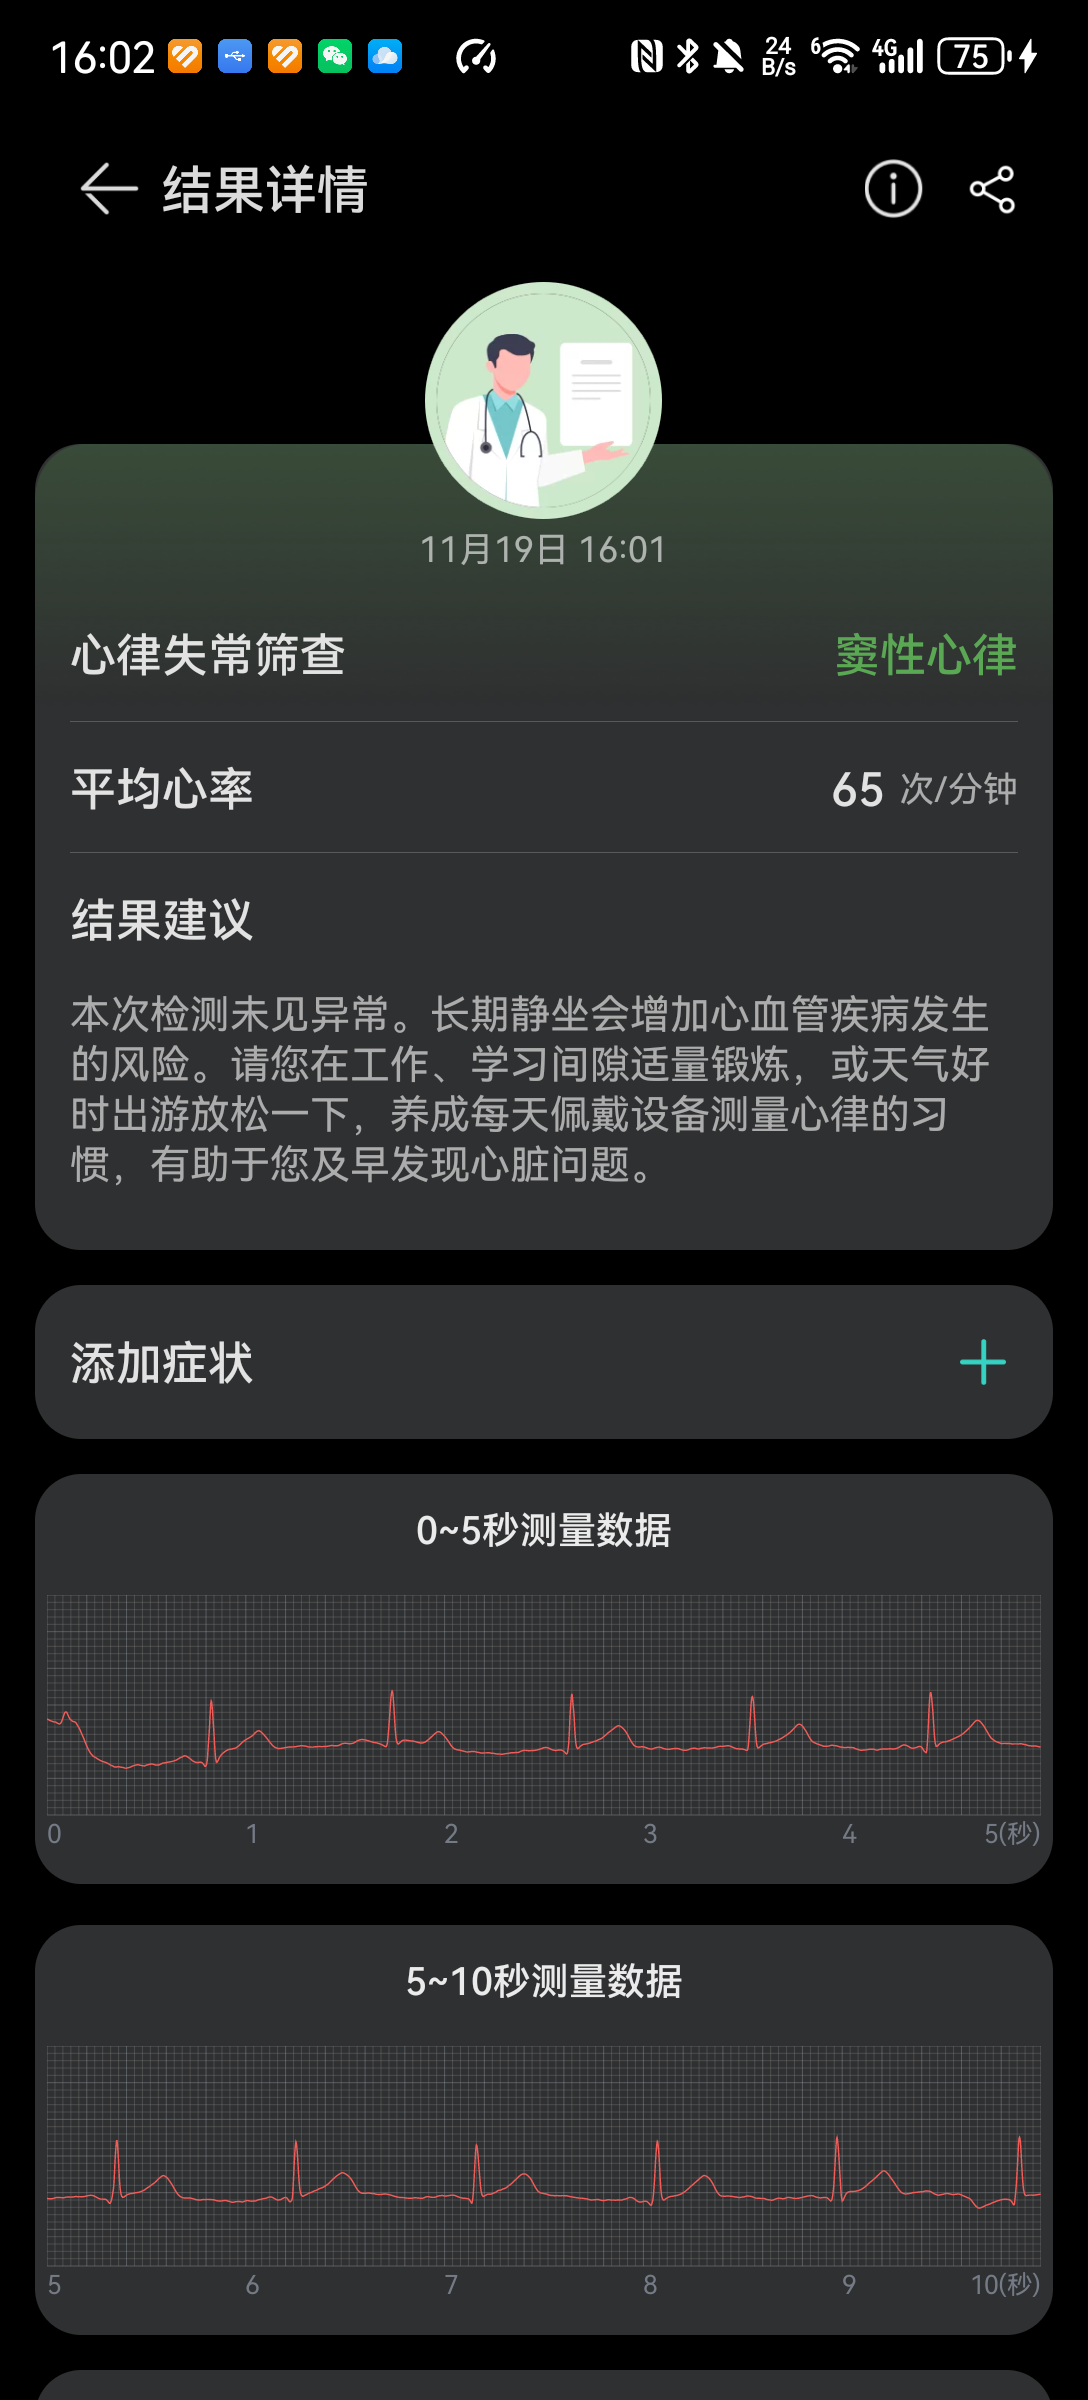 16:02
24
B/s
6
4G
75
结果详情
11月19日 16:01
心律失常筛查 窦性心律
平均心率 65 次/分钟
结果建议
本次检测未见异常。长期静坐会增加心血管疾病发生
的风险。请您在工作、学习间隙适量锻炼，或天气好
时出游放松一下，养成每天佩戴设备测量心律的习
惯，有助于您及早发现心脏问题。
添加症状
0~5秒测量数据
0 1 2 3 4 5(秒)
5~10秒测量数据
5 6 7 8 9 10(秒)